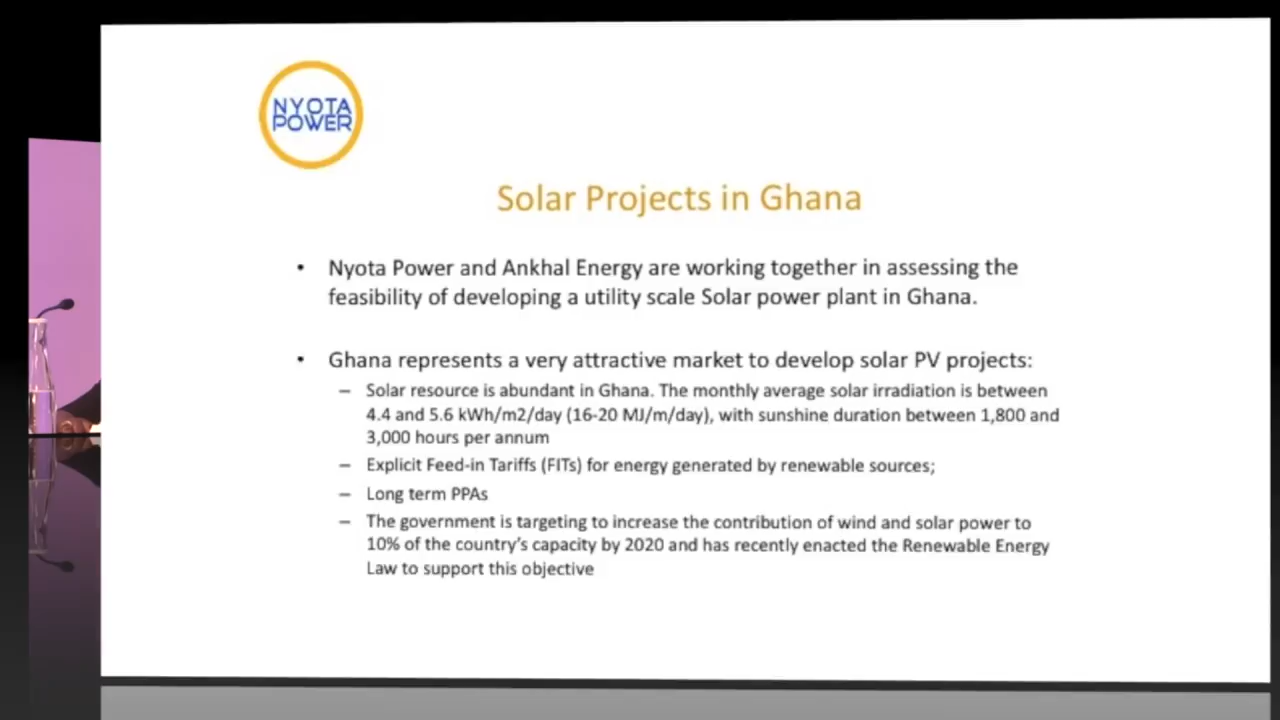 NYOTA
POWER
Solar Projects in Ghana
• Nyota Power and Ankhal Energy are working together in assessing the
feasibility of developing a utility scale Solar power plant in Ghana.
• Ghana represents a very attractive market to develop solar PV projects:
– Solar resource is abundant in Ghana. The monthly average solar irradiation is between
4.4 and 5.6 kWh/m2/day (16-20 MJ/m/day), with sunshine duration between 1,800 and
3,000 hours per annum
– Explicit Feed-in Tariffs (FITs) for energy generated by renewable sources;
– Long term PPAs
– The government is targeting to increase the contribution of wind and solar power to
10% of the country's capacity by 2020 and has recently enacted the Renewable Energy
Law to support this objective